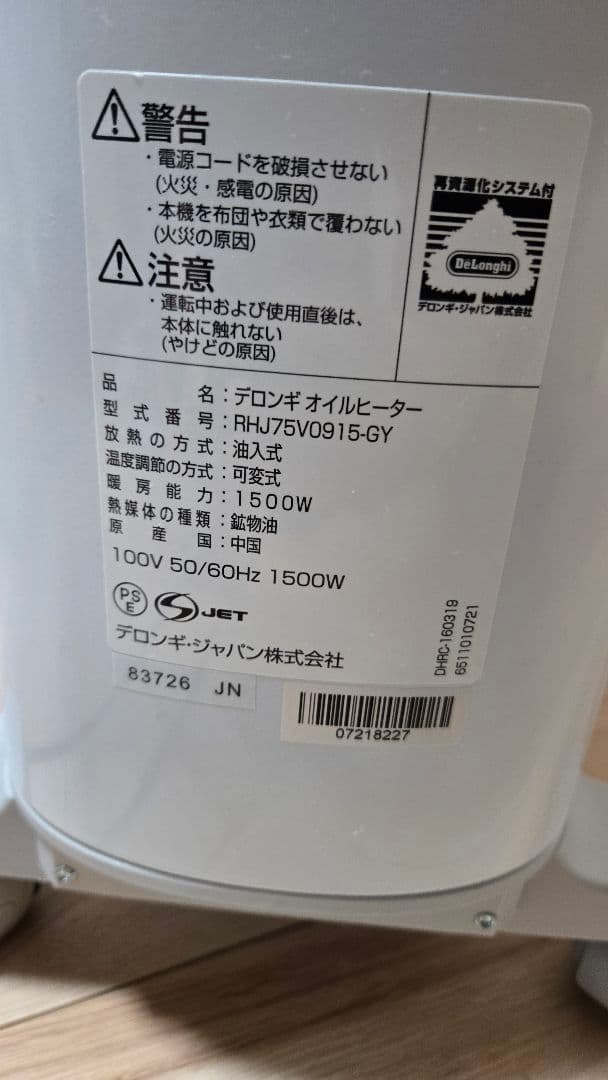 警告
・電源コードを破損させない
(火災・感電の原因)
・本機を布団や衣類で覆わない
(火災の原因)
注意
・運転中および使用直後は、
本体に触れない
(やけどの原因)
再資源化システム付
DeLonghi
デロンギ・ジャパン株式会社
品名：デロンギ オイルヒーター
型式番号：RHJ75V0915-GY
放熱の方式：油入式
温度調節の方式：可変式
暖房能力：1500W
熱媒体の種類：鉱物油
原産国：中国
100V 50/60Hz 1500W
PSE
JET
デロンギ・ジャパン株式会社
DHRC-160319
6511010721
83726 JN
07218227